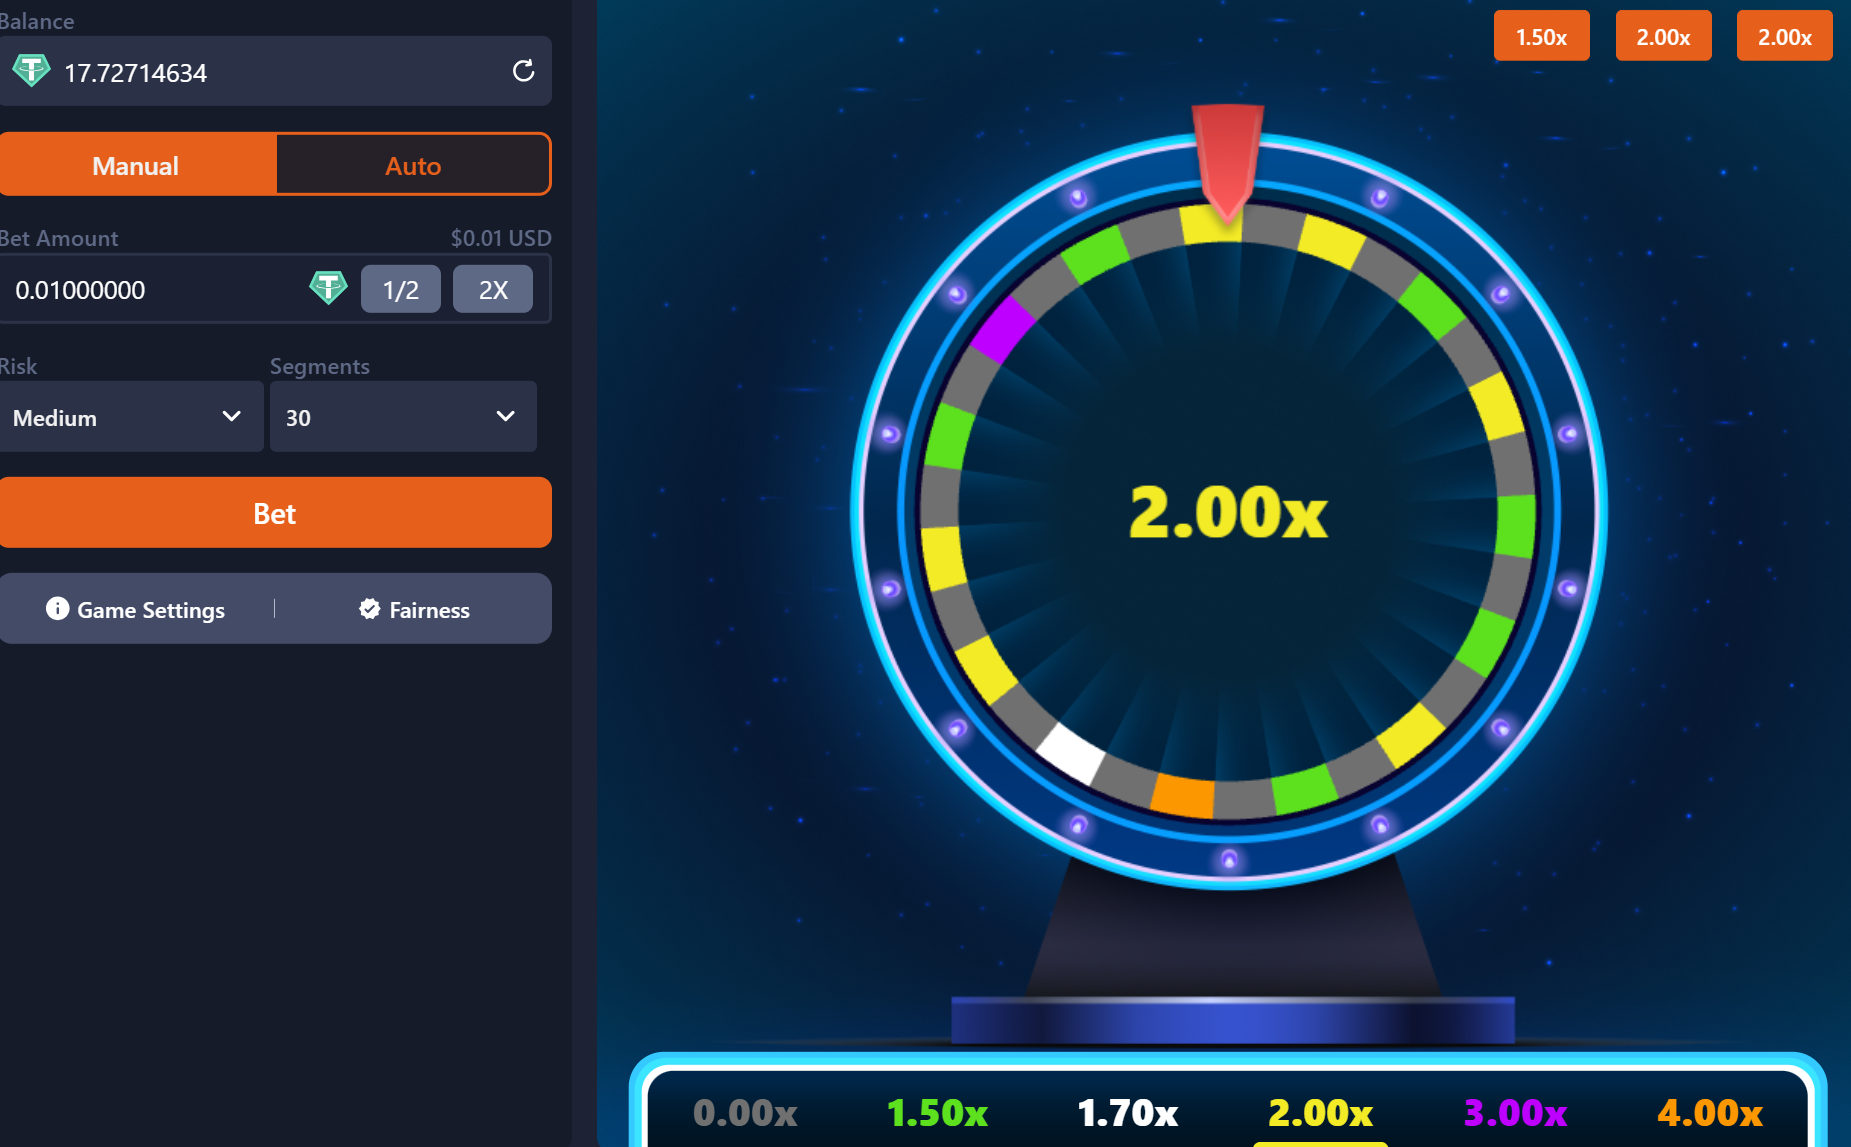 Balance
17.72714634
Manual
Auto
Bet Amount
$0.01 USD
0.01000000
1/2
2X
Risk
Segments
Medium
30
Bet
Game Settings
Fairness
1.50x
2.00x
2.00x
2.00x
0.00x
1.50x
1.70x
2.00x
3.00x
4.00x